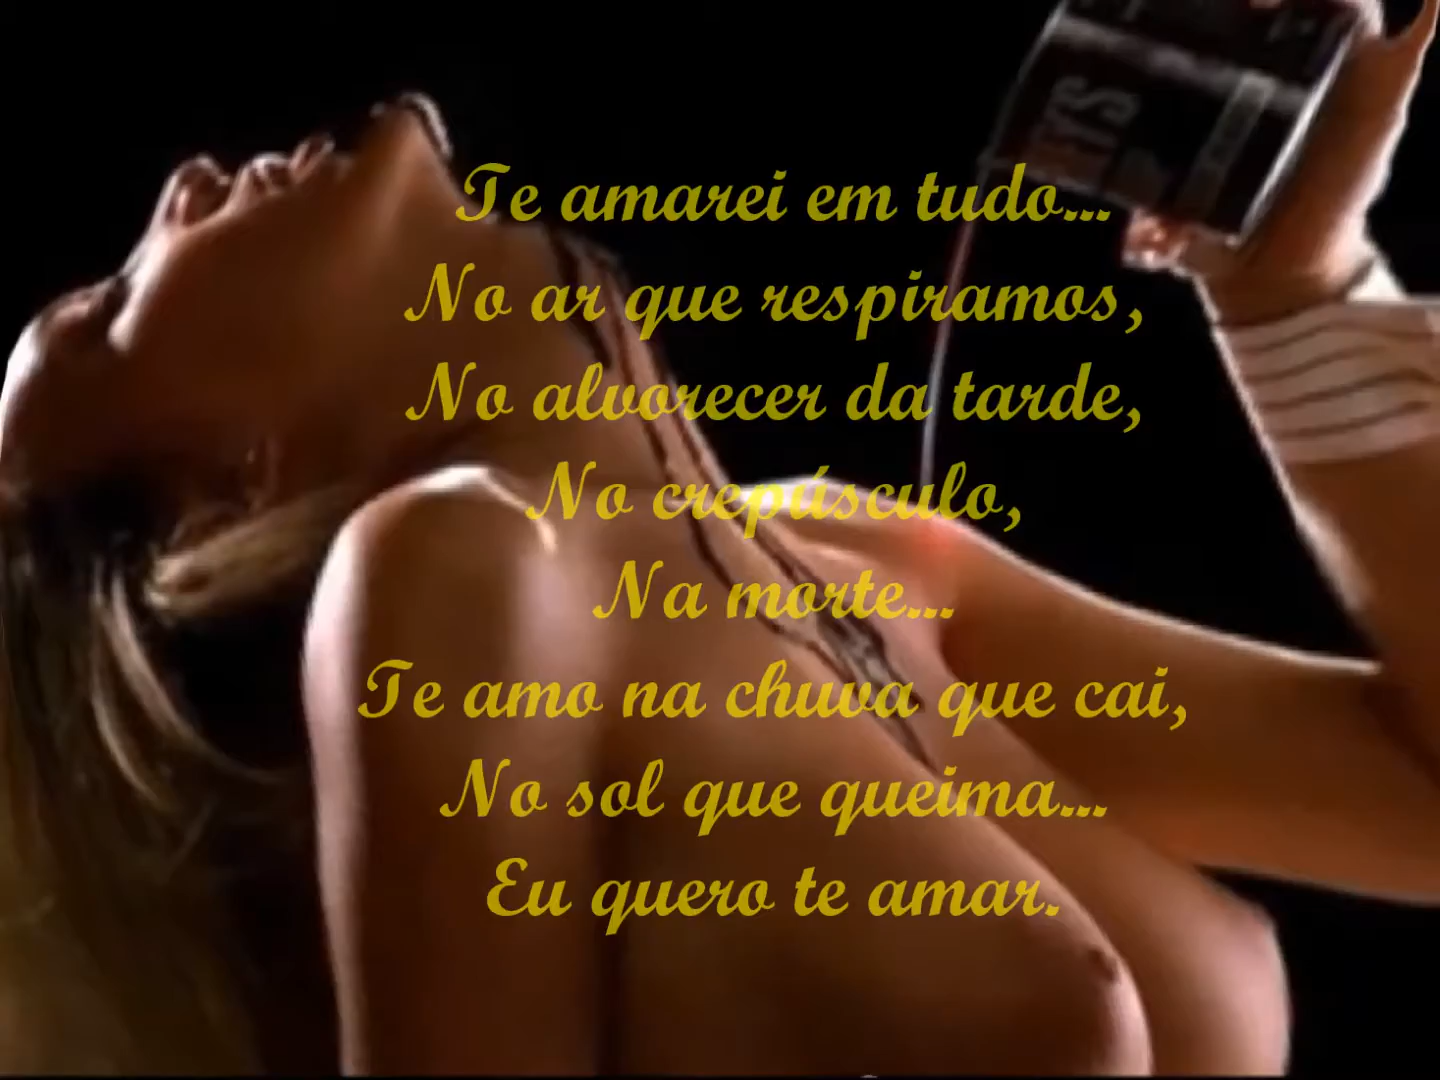 Te amarei em tudo...
No ar que respiramos,
No alvorecer da tarde,
No crepúsculo,
Na morte...
Te amo na chuva que cai,
No sol que queima...
Eu quero te amar.